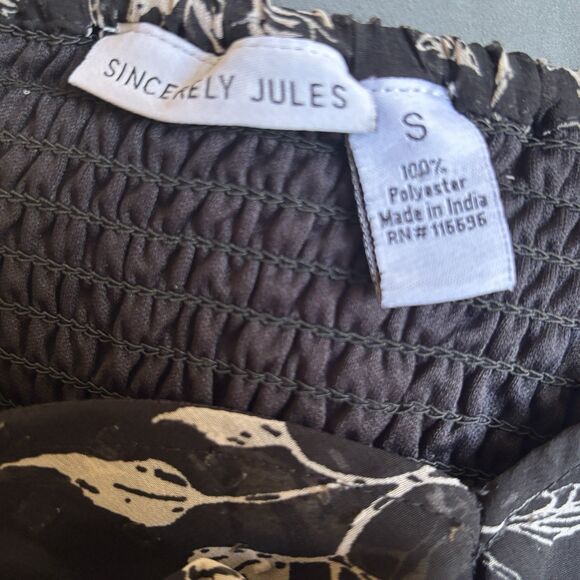 SINCERELY JULES
S
100%
Polyester
Made in India
RN#116696